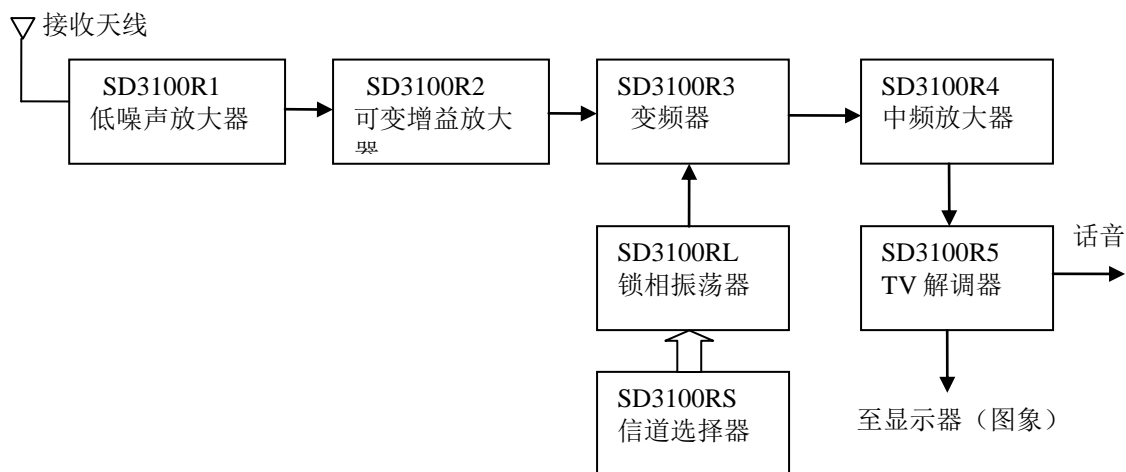 接收天线
SD3100R1
低噪声放大器
SD3100R2
可变增益放大
器
SD3100R3
变频器
SD3100R4
中频放大器
SD3100RL
锁相振荡器
SD3100R5
TV 解调器
话音
SD3100RS
信道选择器
至显示器（图象）